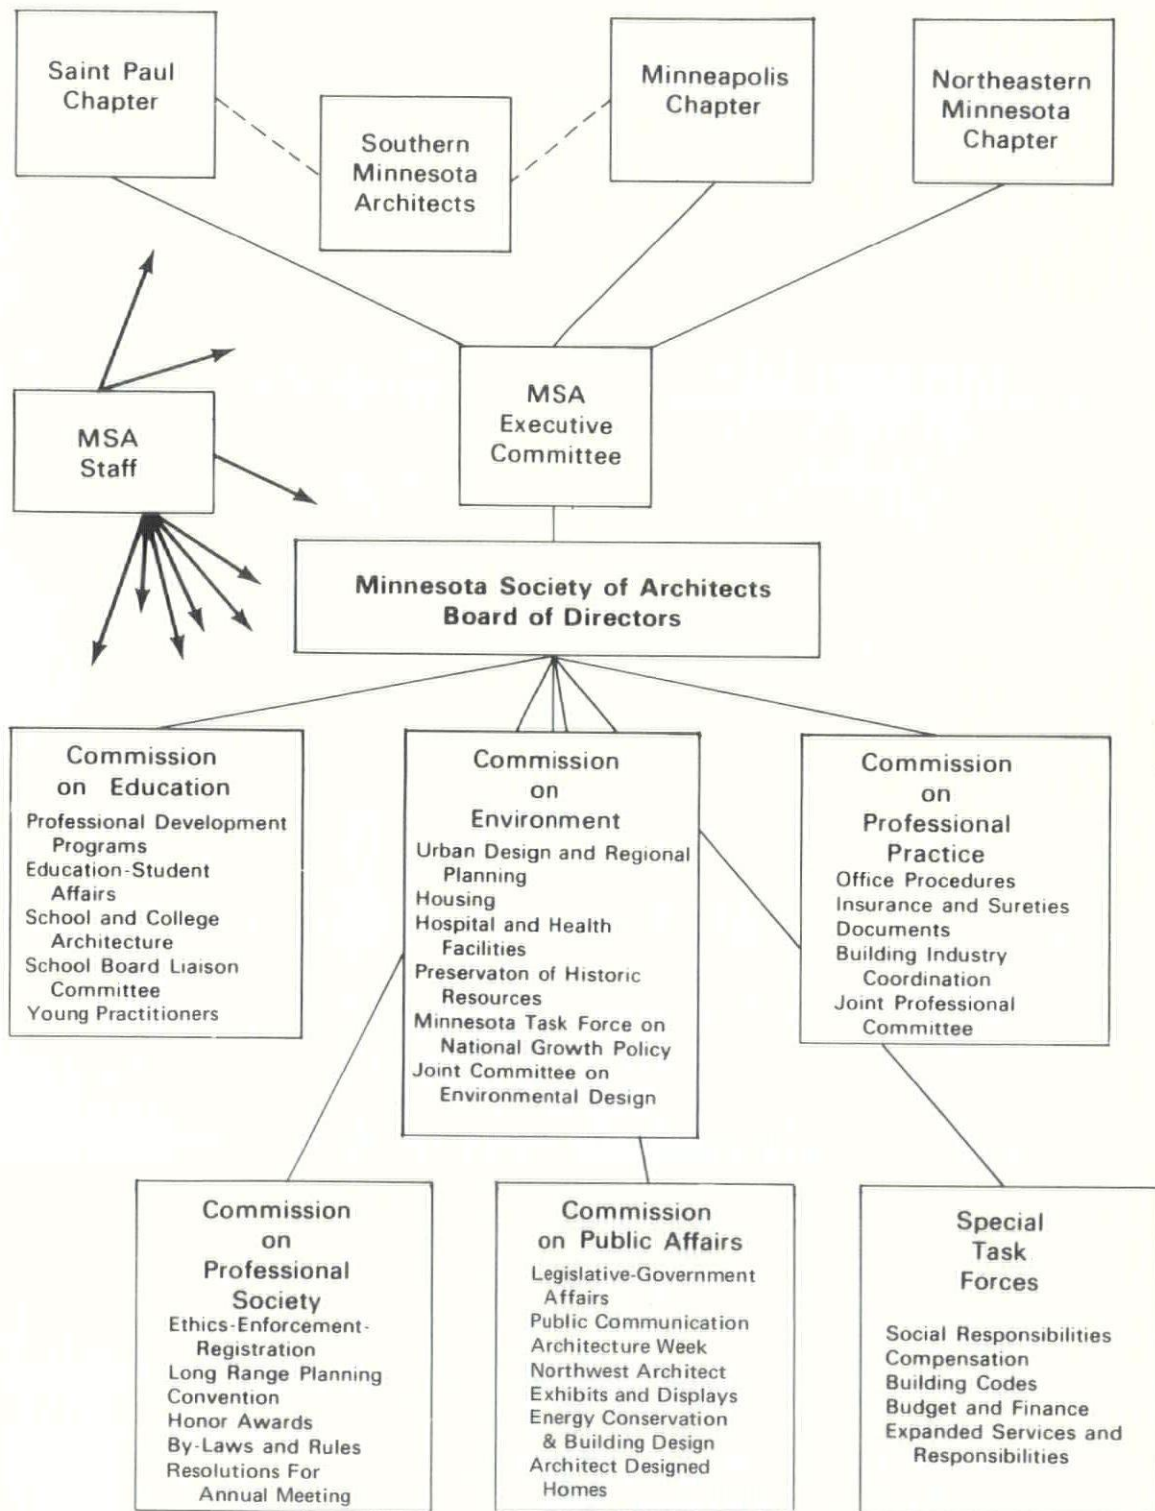 Saint Paul
Chapter
Southern
Minnesota
Architects
Minneapolis
Chapter
Northeastern
Minnesota
Chapter
MSA
Staff
MSA
Executive
Committee
Minnesota Society of Architects
Board of Directors
Commission
on Education
Professional Development
Programs
Education-Student
Affairs
School and College
Architecture
School Board Liaison
Committee
Young Practitioners
Commission
on
Environment
Urban Design and Regional
Planning
Housing
Hospital and Health
Facilities
Preservaton of Historic
Resources
Minnesota Task Force on
National Growth Policy
Joint Committee on
Environmental Design
Commission
on
Professional
Practice
Office Procedures
Insurance and Sureties
Documents
Building Industry
Coordination
Joint Professional
Committee
Commission
on
Professional
Society
Ethics-Enforcement-
Registration
Long Range Planning
Convention
Honor Awards
By-Laws and Rules
Resolutions For
Annual Meeting
Commission
on Public Affairs
Legislative-Government
Affairs
Public Communication
Architecture Week
Northwest Architect
Exhibits and Displays
Energy Conservation
& Building Design
Architect Designed
Homes
Special
Task
Forces
Social Responsibilities
Compensation
Building Codes
Budget and Finance
Expanded Services and
Responsibilities